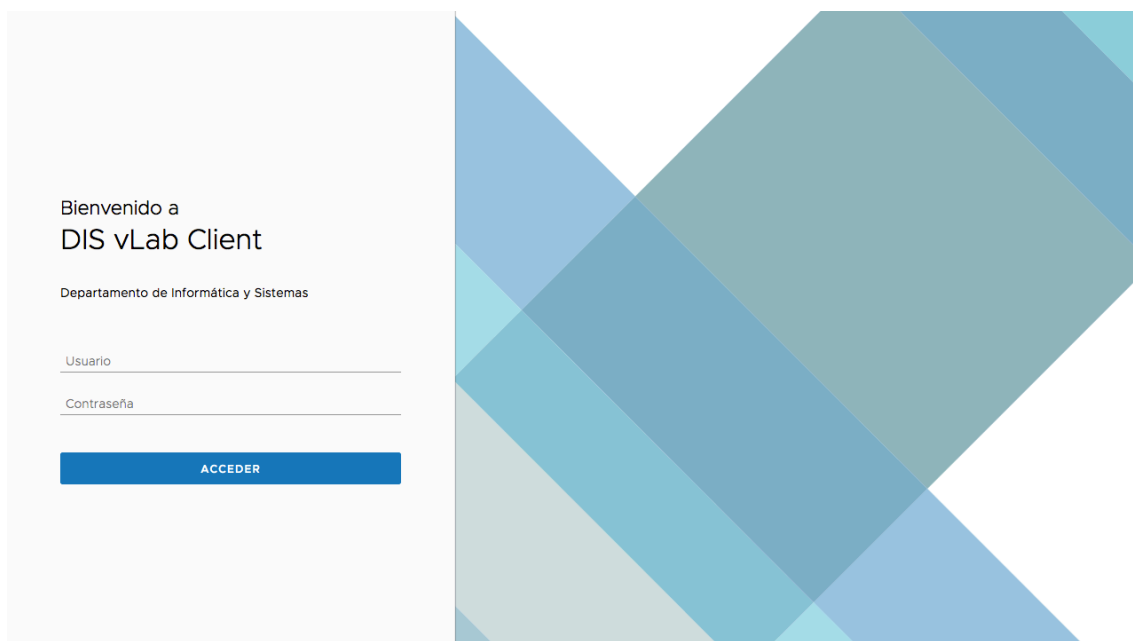 Bienvenido a
DIS vLab Client
Departamento de Informática y Sistemas
Usuario
Contraseña
ACCEDER